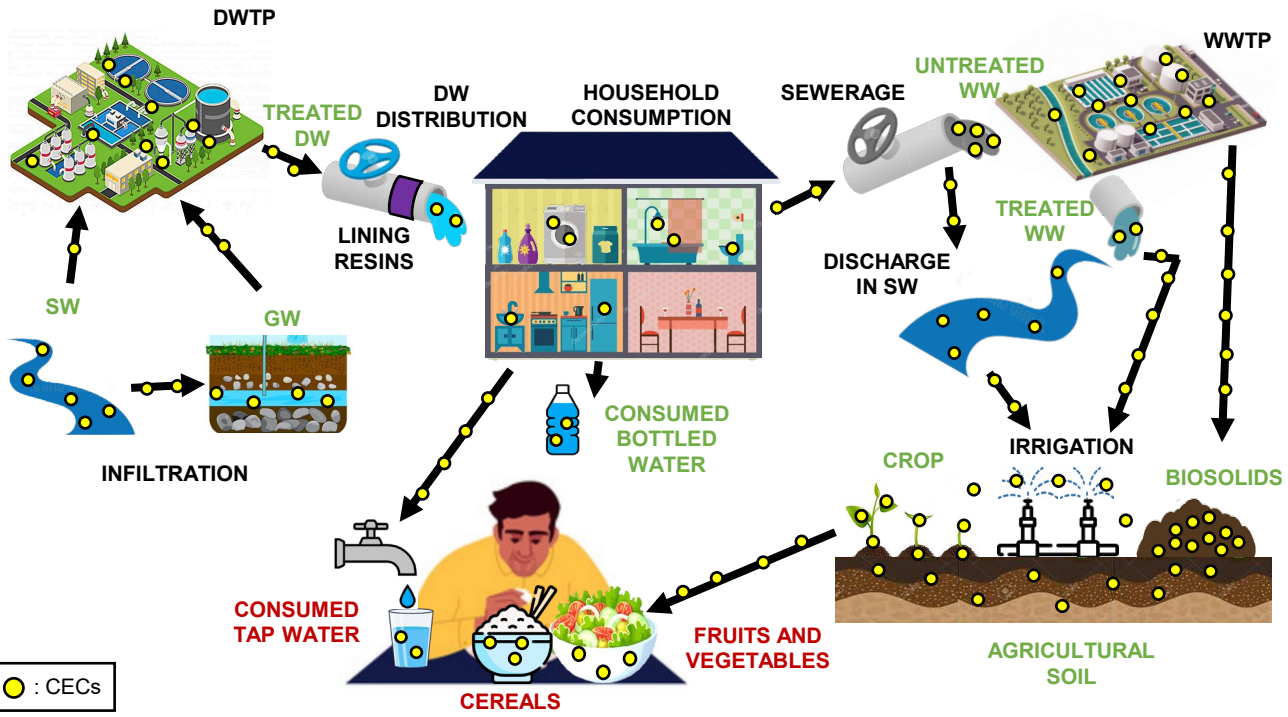 DWTP
TREATED
DW
DW
DISTRIBUTION
LINING
RESINS
HOUSEHOLD
CONSUMPTION
SEWERAGE
UNTREATED
WW
WWTP
TREATED
WW
DISCHARGE
IN SW
SW
GW
INFILTRATION
CONSUMED
BOTTLED
WATER
IRRIGATION
CROP
BIOSOLIDS
AGRICULTURAL
SOIL
CONSUMED
TAP WATER
CEREALS
FRUITS AND
VEGETABLES
: CECs